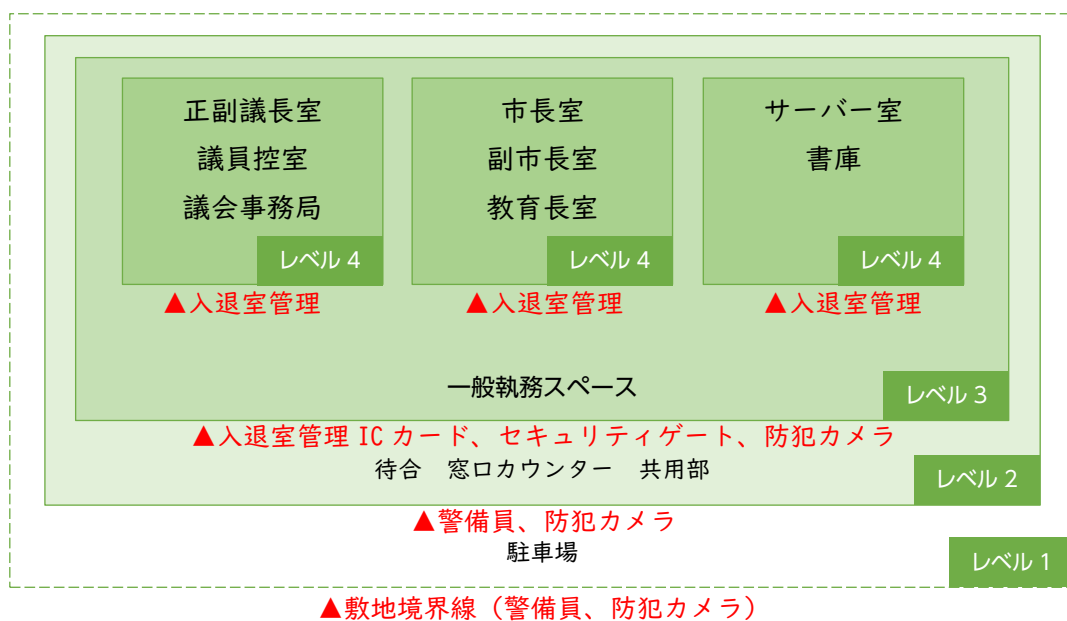 正副議長室
議員控室
議会事務局
レベル 4
▲入退室管理
市長室
副市長室
教育長室
レベル 4
▲入退室管理
サーバー室
書庫
レベル 4
▲入退室管理
一般執務スペース
レベル 3
▲入退室管理 IC カード、セキュリティゲート、防犯カメラ
待合　窓口カウンター　共用部
レベル 2
▲警備員、防犯カメラ
駐車場
レベル 1
▲敷地境界線（警備員、防犯カメラ）